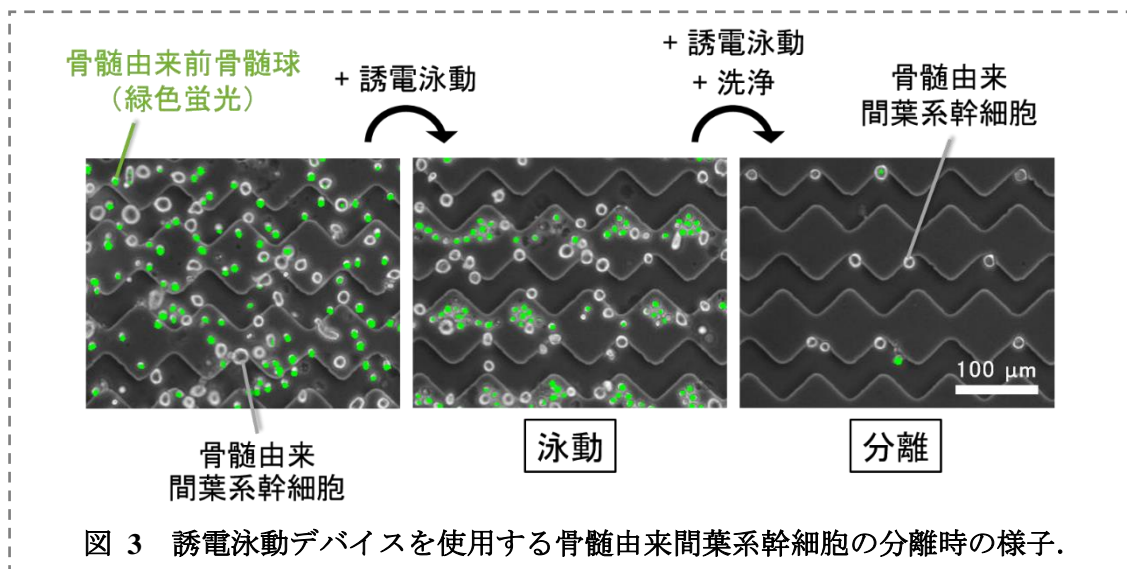 骨髄由来前骨髄球
（緑色蛍光）
+ 誘電泳動
+ 誘電泳動
+ 洗浄
骨髄由来
間葉系幹細胞
100 μm
骨髄由来
間葉系幹細胞
泳動
分離
図 3　誘電泳動デバイスを使用する骨髄由来間葉系幹細胞の分離時の様子.